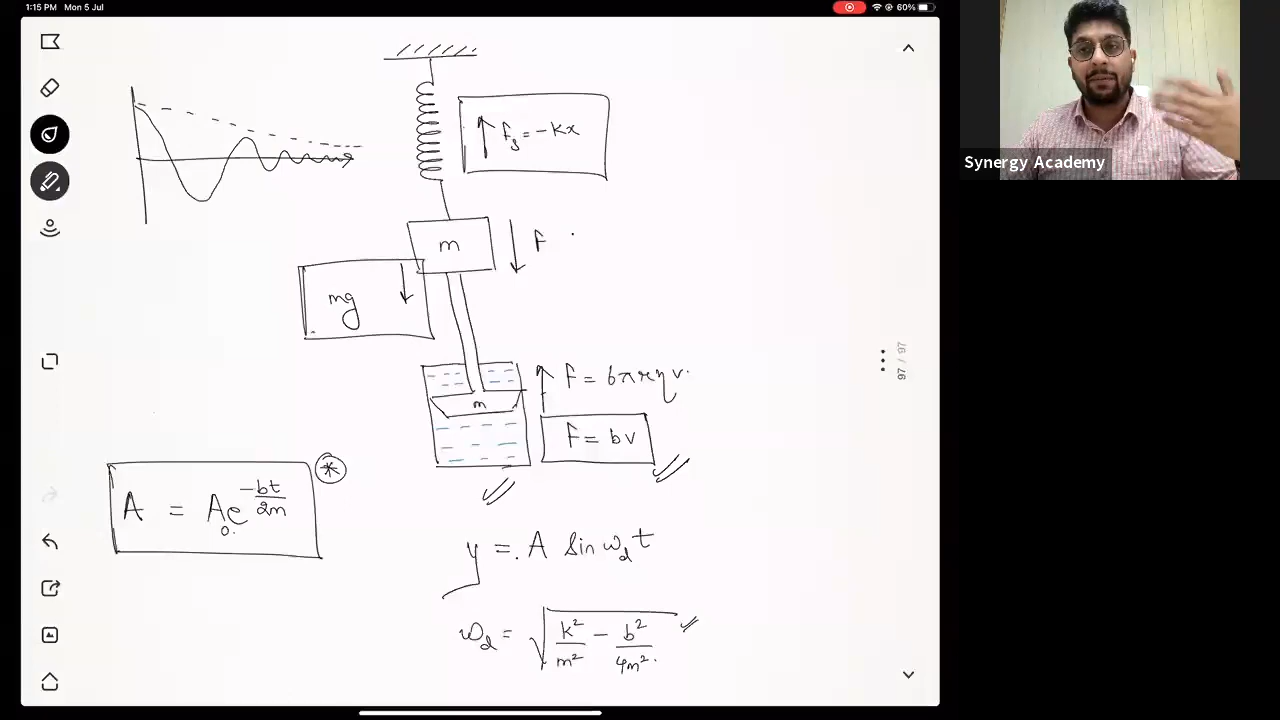 1:15 PM Mon 5 Jul
60%
Synergy Academy
fs = -kx
m
f
mg
F = 6πrηv
m
F = bv
97 / 97
A = A₀e^(-bt/2m)
*
y = A sin ω_d t
ω_d = √(k²/m² - b²/4m²)